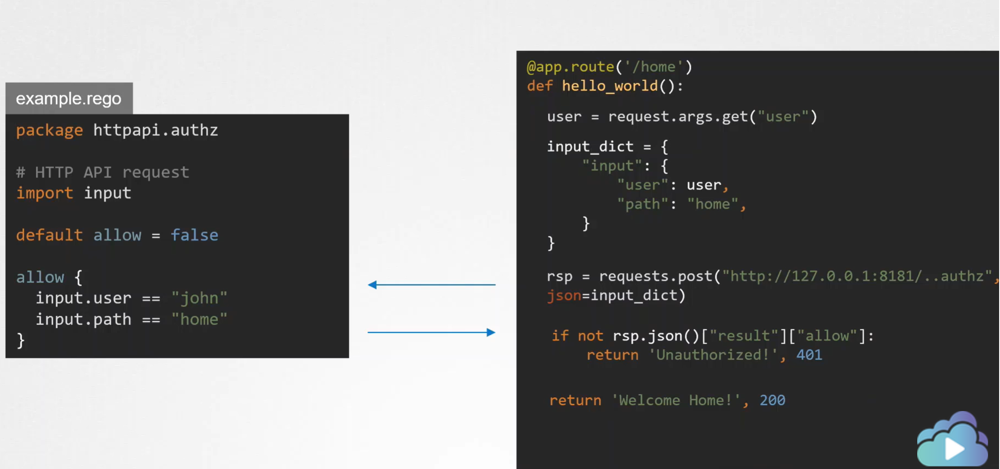 example.rego
package httpapi.authz
# HTTP API request
import input
default allow = false
allow {
input.user == "john"
input.path == "home"
}
@app.route('/home')
def hello_world():
user = request.args.get("user")
input_dict = {
"input": {
"user": user,
"path": "home",
}
}
rsp = requests.post("http://127.0.0.1:8181/..authz",
json=input_dict)
if not rsp.json()["result"]["allow"]:
return 'Unauthorized!', 401
return 'Welcome Home!', 200